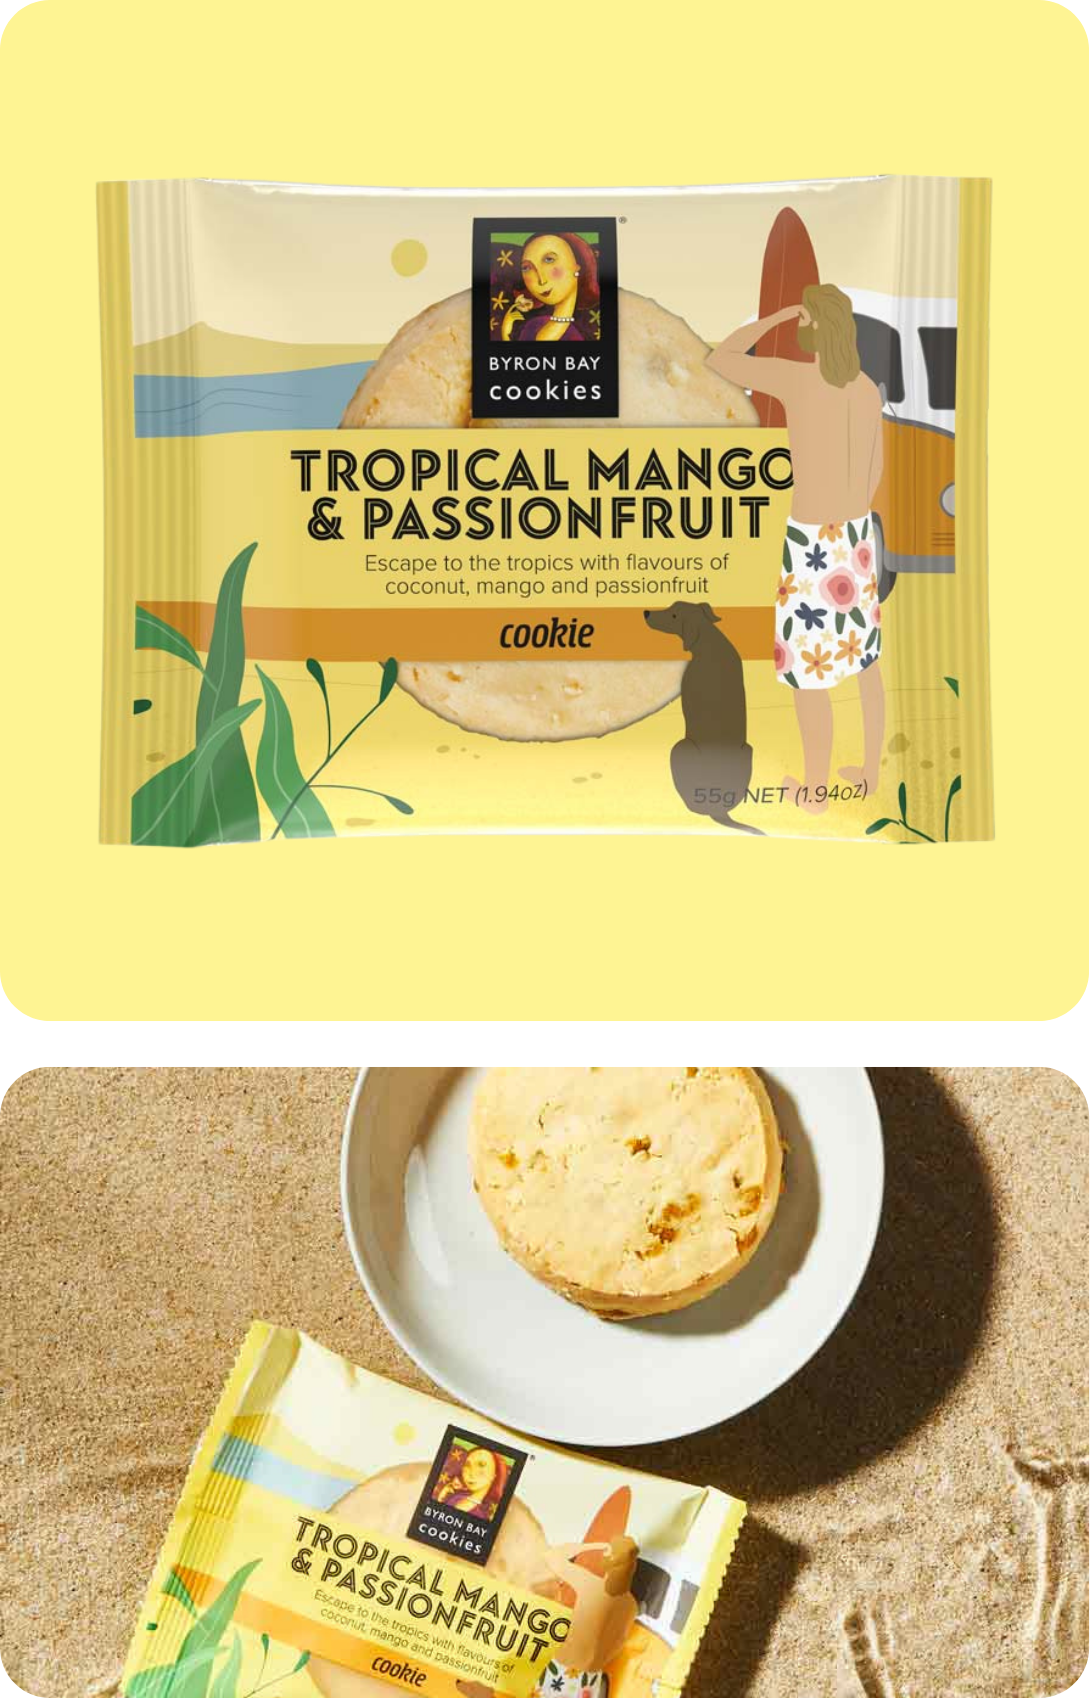 ®
BYRON BAY
cookies
TROPICAL MANGO
& PASSIONFRUIT
Escape to the tropics with flavours of
coconut, mango and passionfruit
cookie
55g NET (1.94oz)
BYRON BAY
cookies
TROPICAL MANGO
& PASSIONFRUIT
Escape to the tropics with flavours of
coconut, mango and passionfruit
cookie